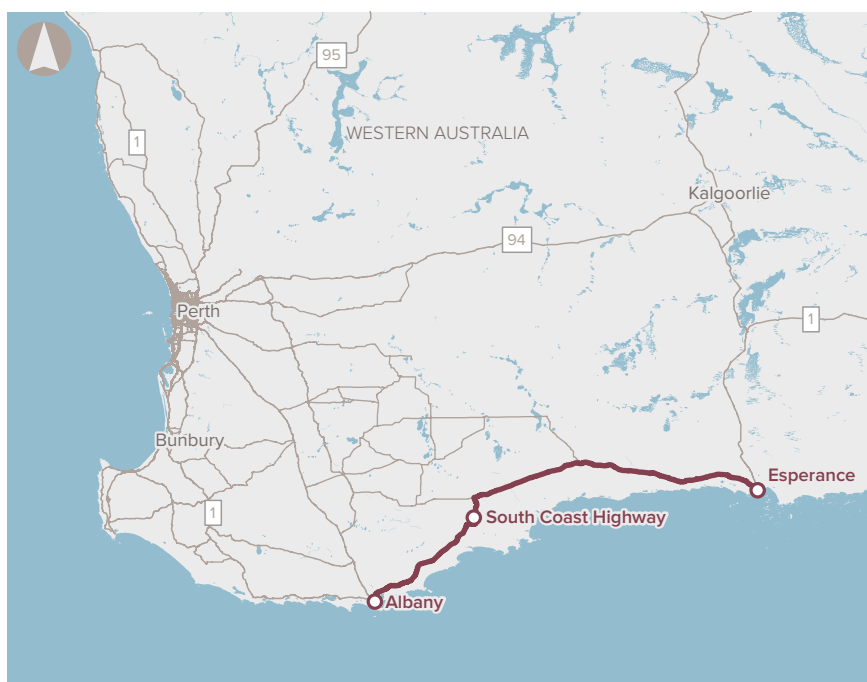 95
1
WESTERN AUSTRALIA
Kalgoorlie
94
Perth
1
Bunbury
Esperance
1
South Coast Highway
Albany